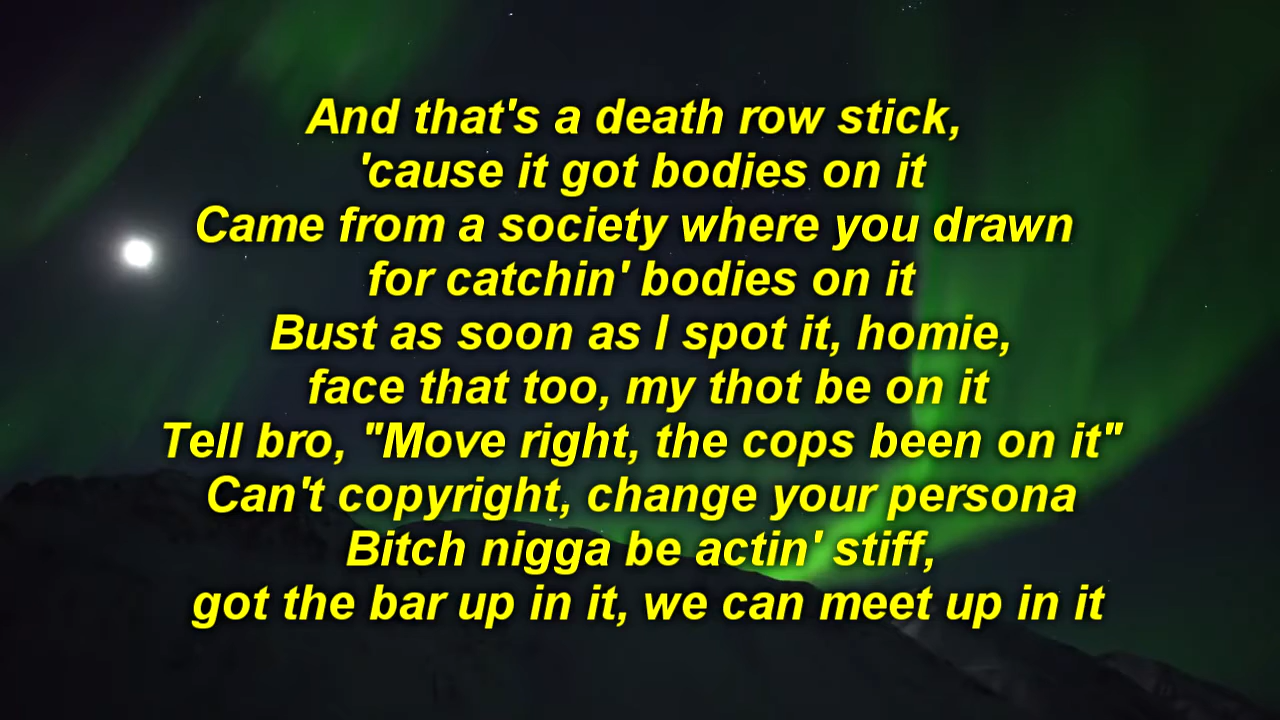 And that's a death row stick,
'cause it got bodies on it
Came from a society where you drawn
for catchin' bodies on it
Bust as soon as I spot it, homie,
face that too, my thot be on it
Tell bro, "Move right, the cops been on it"
Can't copyright, change your persona
Bitch nigga be actin' stiff,
got the bar up in it, we can meet up in it